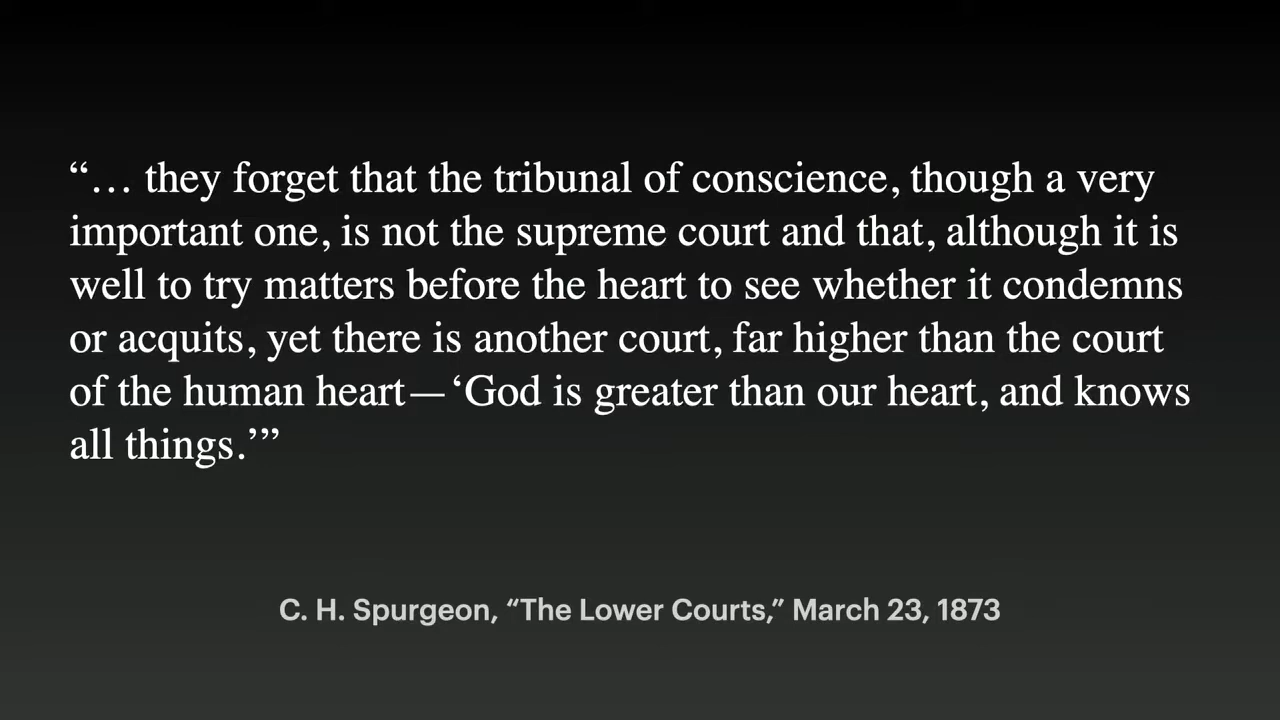 “… they forget that the tribunal of conscience, though a very
important one, is not the supreme court and that, although it is
well to try matters before the heart to see whether it condemns
or acquits, yet there is another court, far higher than the court
of the human heart—‘God is greater than our heart, and knows
all things.’”
C. H. Spurgeon, “The Lower Courts,” March 23, 1873